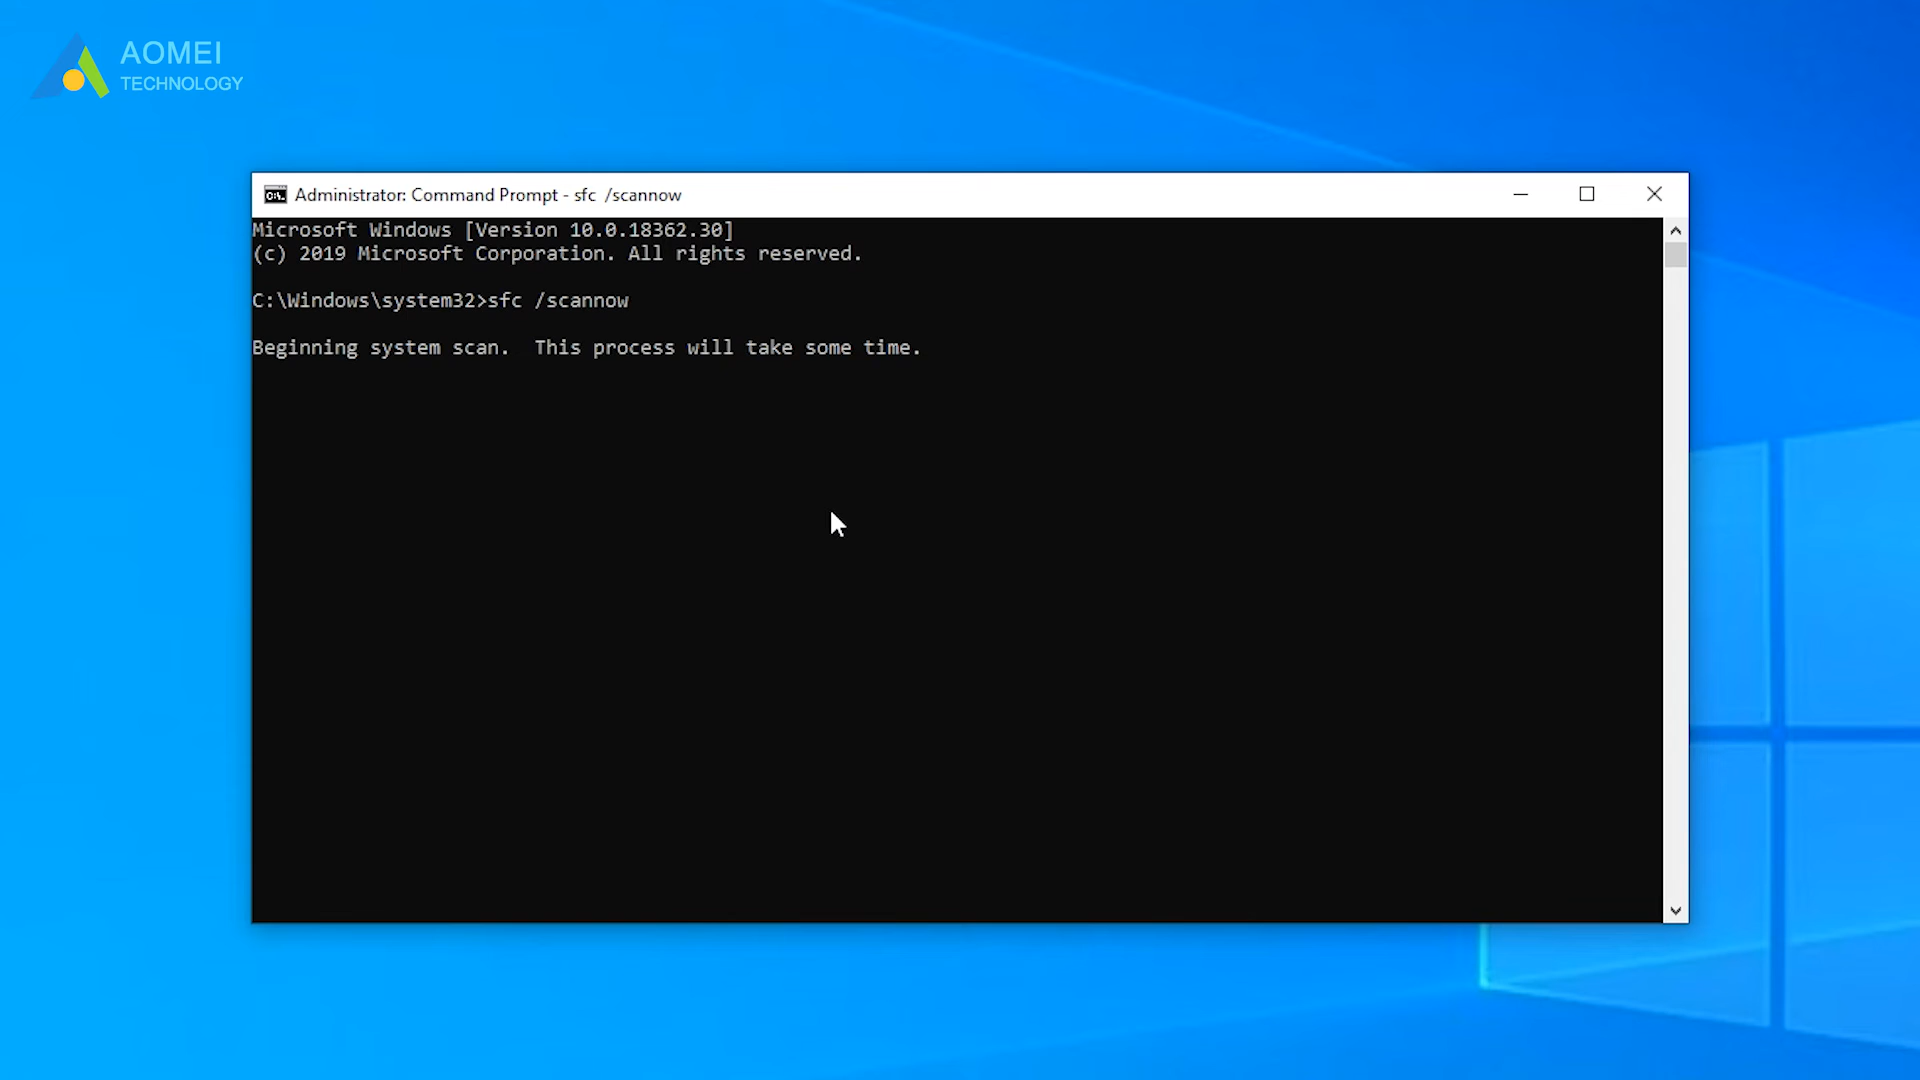 AOMEI
TECHNOLOGY
Administrator: Command Prompt - sfc  /scannow
Microsoft Windows [Version 10.0.18362.30]
(c) 2019 Microsoft Corporation. All rights reserved.
C:\Windows\system32>sfc /scannow
Beginning system scan.  This process will take some time.